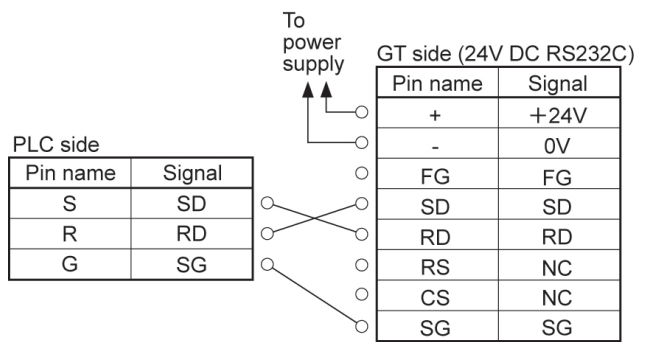 To
power
supply
GT side (24V DC RS232C)
Pin name Signal
+ +24V
- 0V
FG FG
SD SD
RD RD
RS NC
CS NC
SG SG
PLC side
Pin name Signal
S SD
R RD
G SG